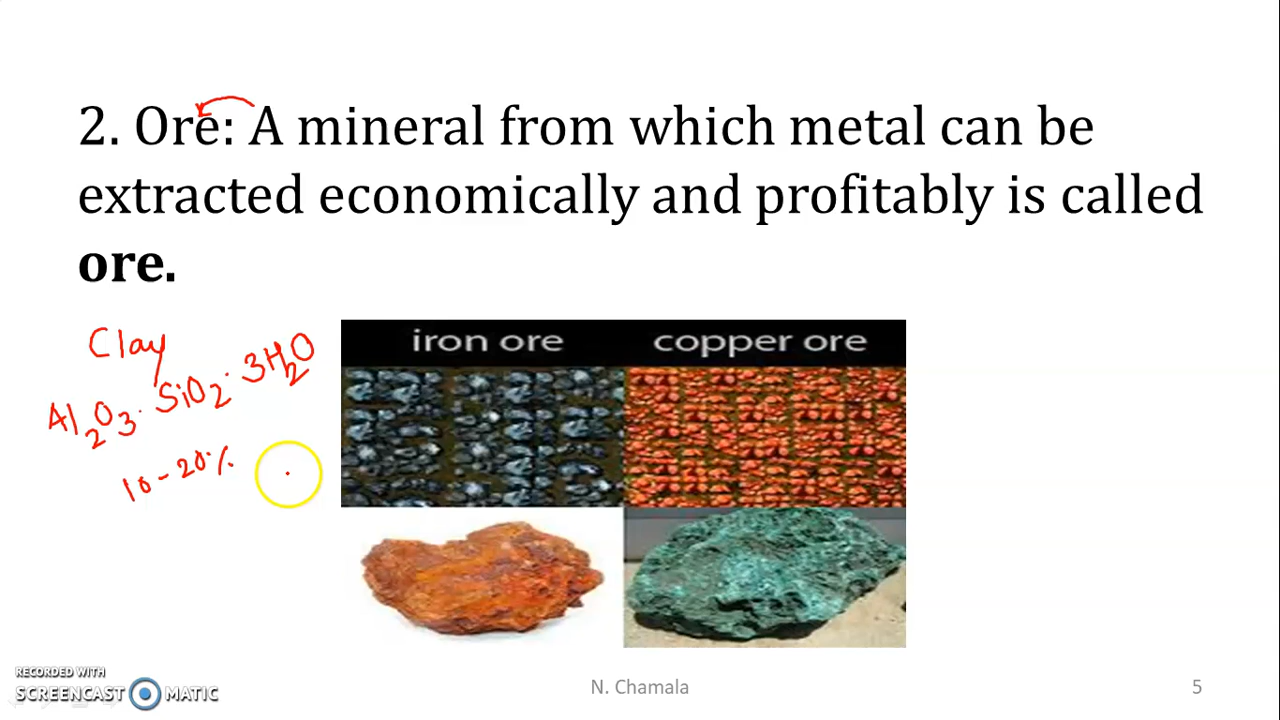 2. Ore: A mineral from which metal can be
extracted economically and profitably is called
ore.
Clay
Al2O3. SiO2. 3H2O
10-20%
iron ore
copper ore
RECORDED WITH
SCREENCAST MATIC
N. Chamala
5